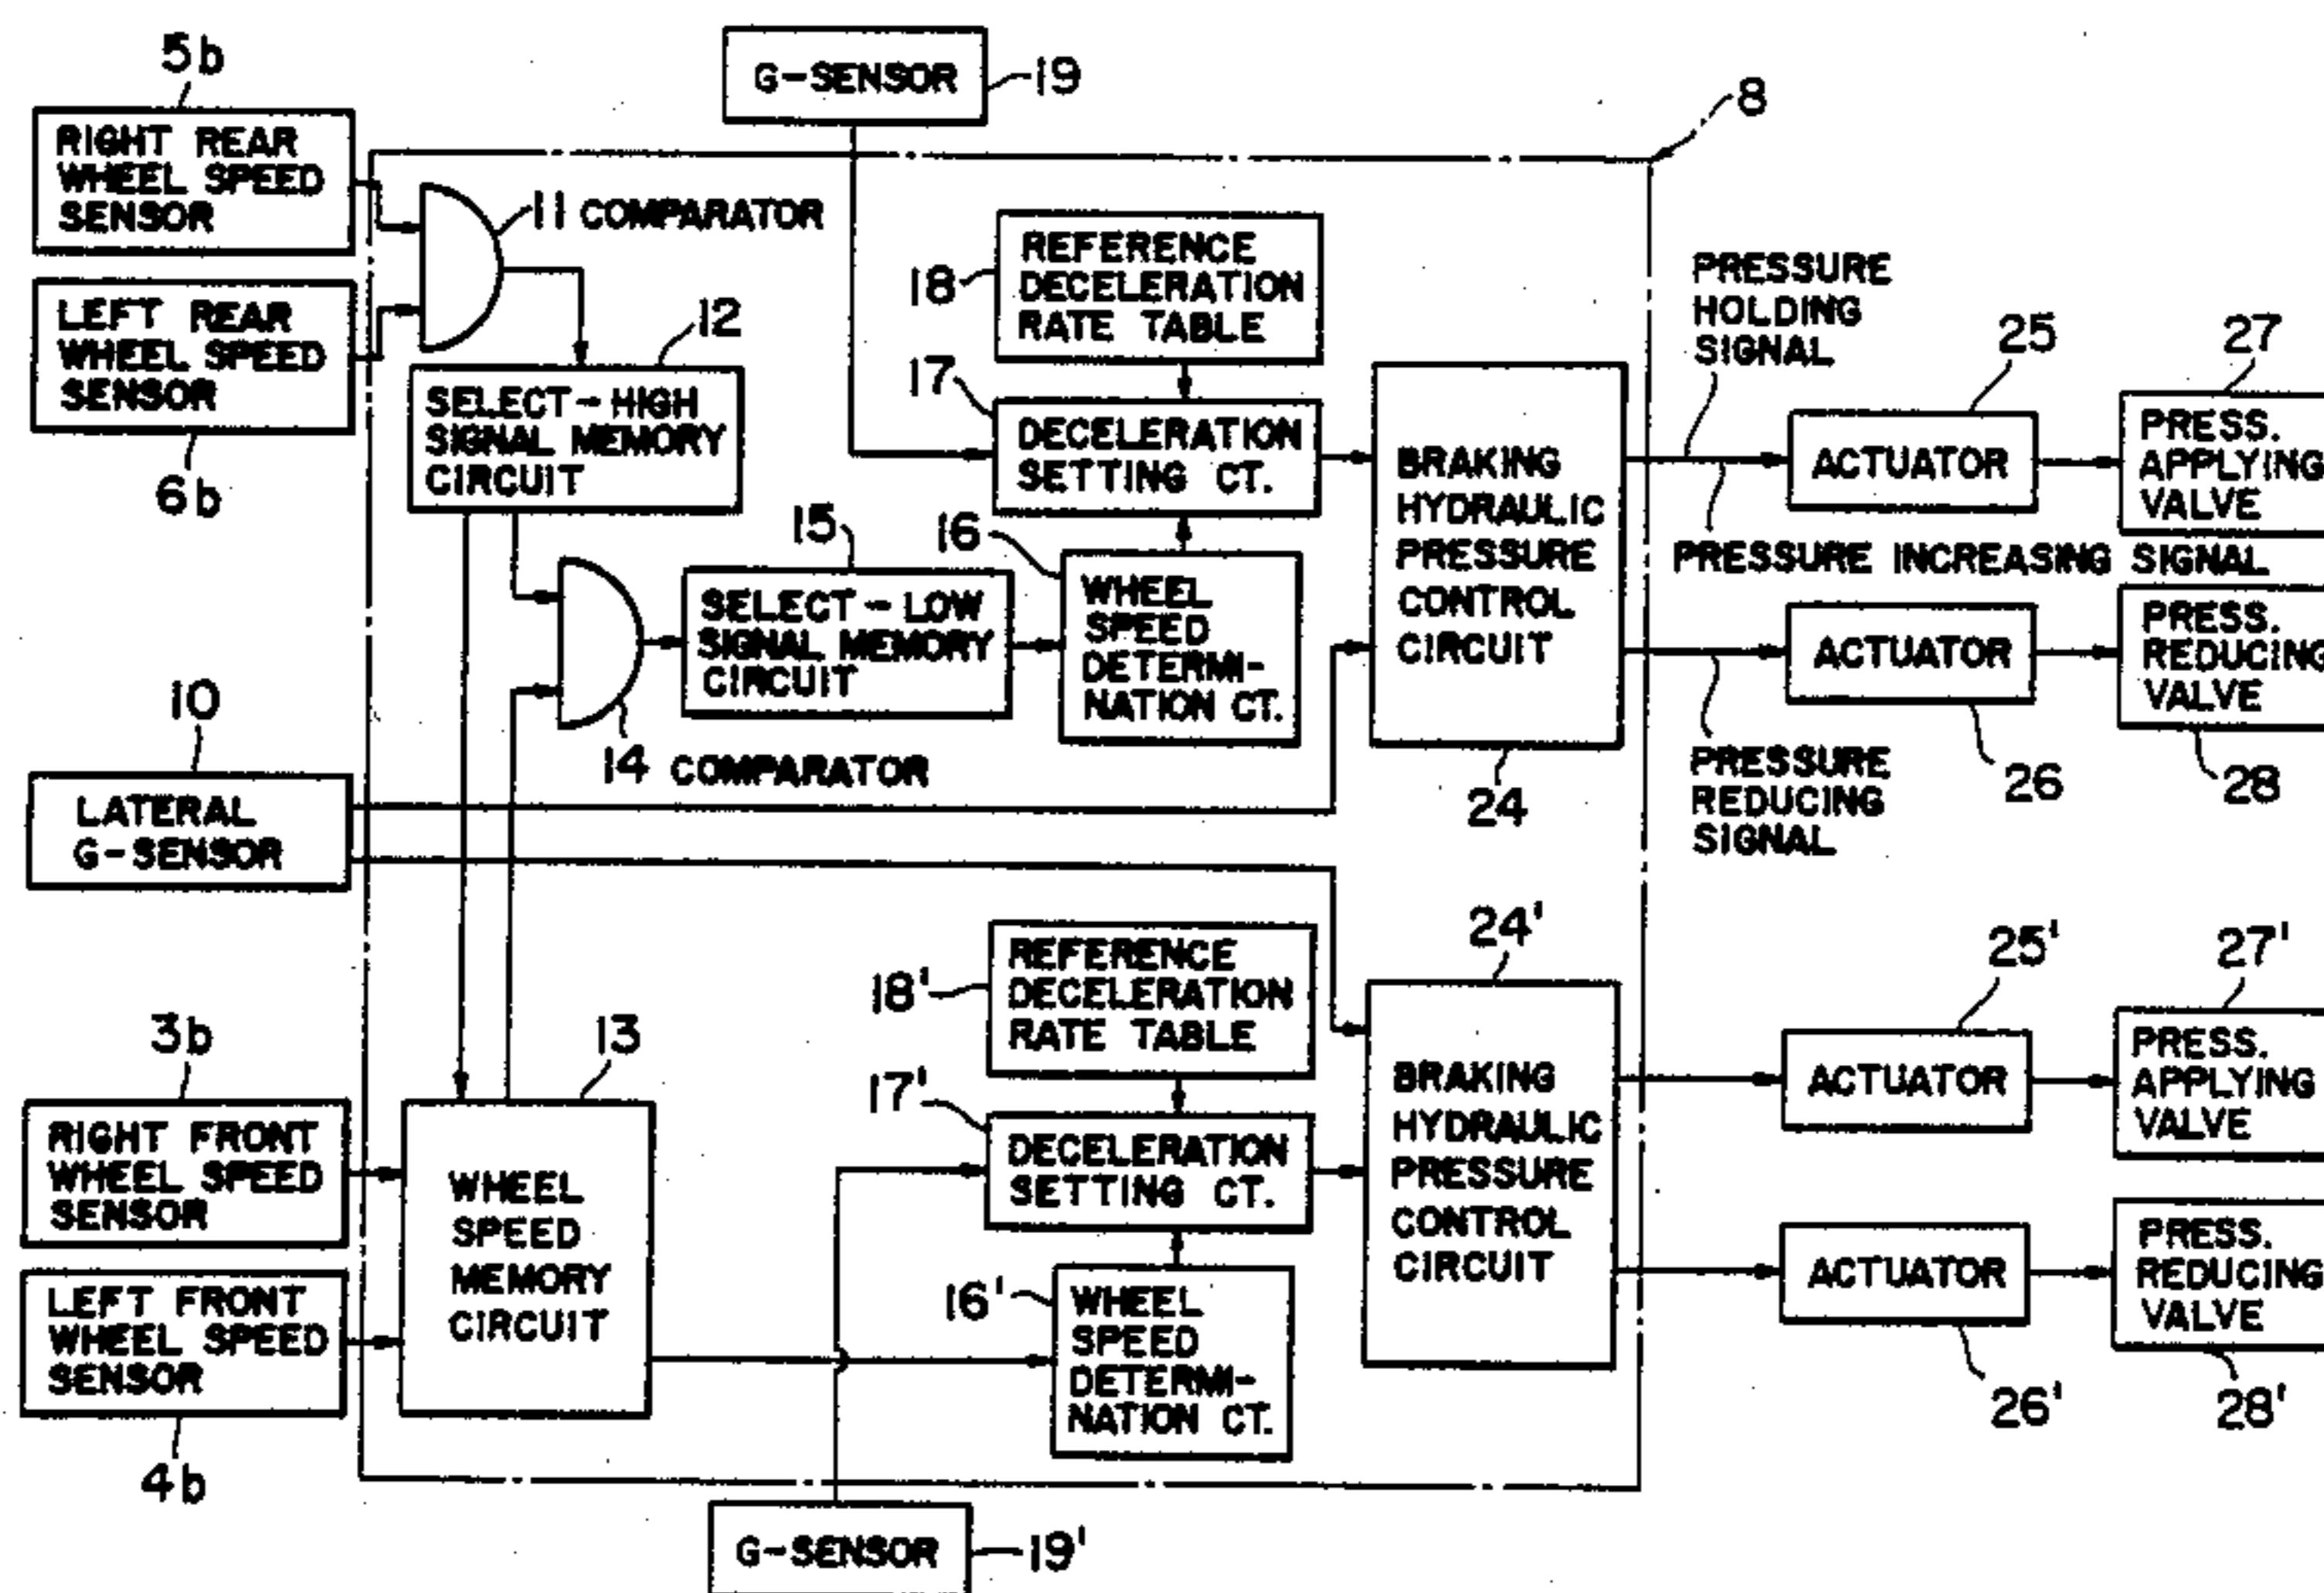 5b
RIGHT REAR
WHEEL SPEED
SENSOR
LEFT REAR
WHEEL SPEED
SENSOR
6b
G-SENSOR
19
8
11 COMPARATOR
12
SELECT-HIGH
SIGNAL MEMORY
CIRCUIT
18
REFERENCE
DECELERATION
RATE TABLE
17
DECELERATION
SETTING CT.
15
SELECT-LOW
SIGNAL MEMORY
CIRCUIT
16
WHEEL
SPEED
DETERMI-
NATION CT.
14 COMPARATOR
BRAKING
HYDRAULIC
PRESSURE
CONTROL
CIRCUIT
24
PRESSURE
HOLDING
SIGNAL
25
ACTUATOR
27
PRESS.
APPLYING
VALVE
PRESSURE INCREASING SIGNAL
ACTUATOR
26
PRESS.
REDUCING
VALVE
28
PRESSURE
REDUCING
SIGNAL
10
LATERAL
G-SENSOR
3b
RIGHT FRONT
WHEEL SPEED
SENSOR
LEFT FRONT
WHEEL SPEED
SENSOR
4b
13
WHEEL
SPEED
MEMORY
CIRCUIT
18'
REFERENCE
DECELERATION
RATE TABLE
17'
DECELERATION
SETTING CT.
16'
WHEEL
SPEED
DETERMI-
NATION CT.
24'
BRAKING
HYDRAULIC
PRESSURE
CONTROL
CIRCUIT
25'
ACTUATOR
27'
PRESS.
APPLYING
VALVE
ACTUATOR
26'
PRESS.
REDUCING
VALVE
28'
G-SENSOR
19'